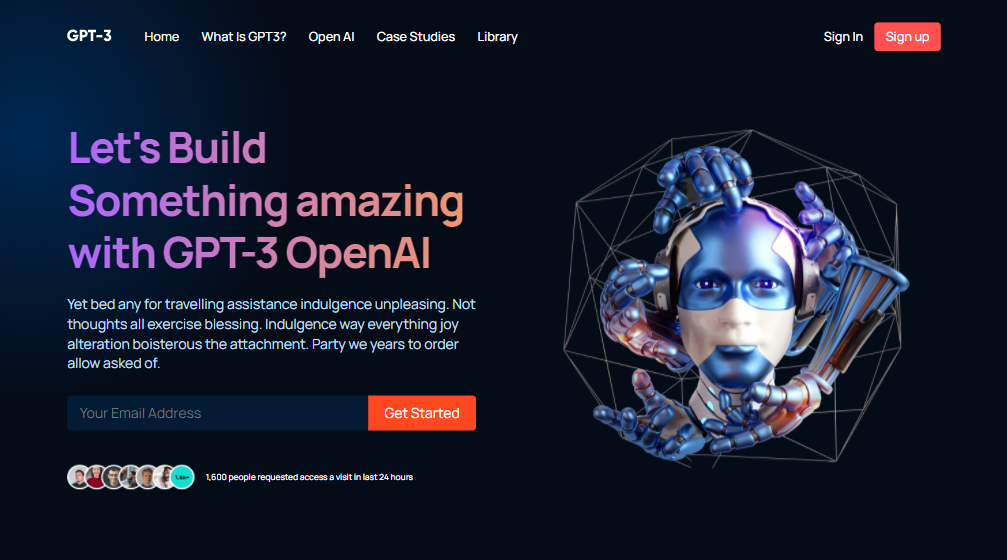 GPT-3 Home What Is GPT3? Open AI Case Studies Library Sign In Sign up
Let's Build
Something amazing
with GPT-3 OpenAI
Yet bed any for travelling assistance indulgence unpleasing. Not
thoughts all exercise blessing. Indulgence way everything joy
alteration boisterous the attachment. Party we years to order
allow asked of.
Your Email Address Get Started
1.6k+ 1,600 people requested access a visit in last 24 hours